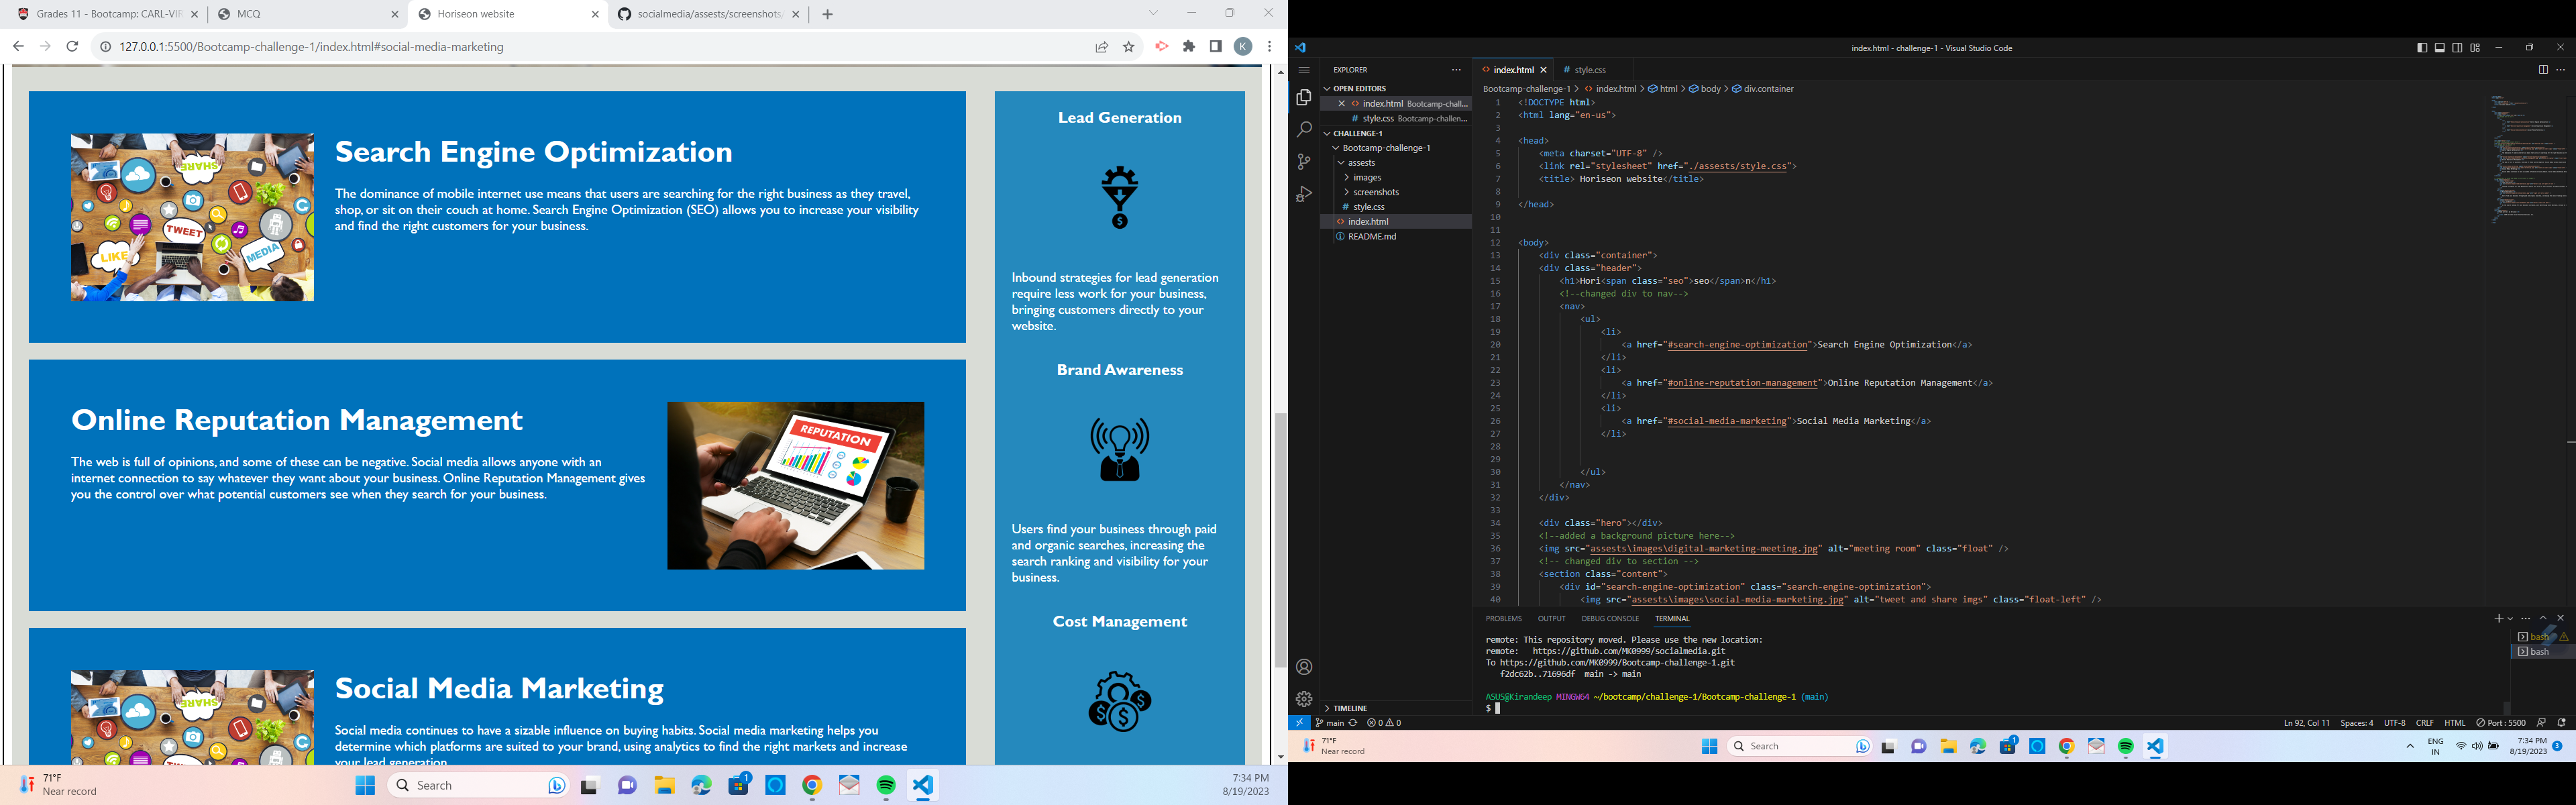 Grades 11 - Bootcamp: CARL-VIR
MCQ
Horiseon website
socialmedia/assests/screenshots
127.0.0.1:5500/Bootcamp-challenge-1/index.html#social-media-marketing
K
SHARE
TWEET
LIKE
MEDIA
Search Engine Optimization
The dominance of mobile internet use means that users are searching for the right business as they travel,
shop, or sit on their couch at home. Search Engine Optimization (SEO) allows you to increase your visibility
and find the right customers for your business.
Online Reputation Management
The web is full of opinions, and some of these can be negative. Social media allows anyone with an
internet connection to say whatever they want about your business. Online Reputation Management gives
you the control over what potential customers see when they search for your business.
REPUTATION
SHARE
Social Media Marketing
Social media continues to have a sizable influence on buying habits. Social media marketing helps you
determine which platforms are suited to your brand, using analytics to find the right markets and increase
your lead generation
Lead Generation
Inbound strategies for lead generation
require less work for your business,
bringing customers directly to your
website.
Brand Awareness
Users find your business through paid
and organic searches, increasing the
search ranking and visibility for your
business.
Cost Management
71°F
Near record
Search
1
7:34 PM
8/19/2023
index.html - challenge-1 - Visual Studio Code
EXPLORER
OPEN EDITORS
index.html Bootcamp-chall...
style.css Bootcamp-challen...
CHALLENGE-1
Bootcamp-challenge-1
assests
images
screenshots
style.css
index.html
README.md
TIMELINE
index.html
style.css
Bootcamp-challenge-1 > index.html > html > body > div.container
1 <!DOCTYPE html>
2 <html lang="en-us">
3
4 <head>
5 <meta charset="UTF-8" />
6 <link rel="stylesheet" href="./assests/style.css">
7 <title> Horiseon website</title>
8
9 </head>
10
11
12 <body>
13 <div class="container">
14 <div class="header">
15 <h1>Hori<span class="seo">seo</span>n</h1>
16 <!--changed div to nav-->
17 <nav>
18 <ul>
19 <li>
20 <a href="#search-engine-optimization">Search Engine Optimization</a>
21 </li>
22 <li>
23 <a href="#online-reputation-management">Online Reputation Management</a>
24 </li>
25 <li>
26 <a href="#social-media-marketing">Social Media Marketing</a>
27 </li>
28
29
30 </ul>
31 </nav>
32 </div>
33
34 <div class="hero"></div>
35 <!--added a background picture here-->
36 <img src="assests\images\digital-marketing-meeting.jpg" alt="meeting room" class="float" />
37 <!-- changed div to section -->
38 <section class="content">
39 <div id="search-engine-optimization" class="search-engine-optimization">
40 <img src="assests\images\social-media-marketing.jpg" alt="tweet and share imgs" class="float-left" />
PROBLEMS OUTPUT DEBUG CONSOLE TERMINAL
remote: This repository moved. Please use the new location:
remote: https://github.com/MK0999/socialmedia.git
To https://github.com/MK0999/Bootcamp-challenge-1.git
f2dc62b..71696df main -> main
ASUS@Kirandeep MINGW64 ~/bootcamp/challenge-1/Bootcamp-challenge-1 (main)
$
bash
bash
main 0 0
Ln 92, Col 11 Spaces: 4 UTF-8 CRLF HTML Port : 5500
71°F
Near record
Search
1
ENG
IN
7:34 PM
8/19/2023
3